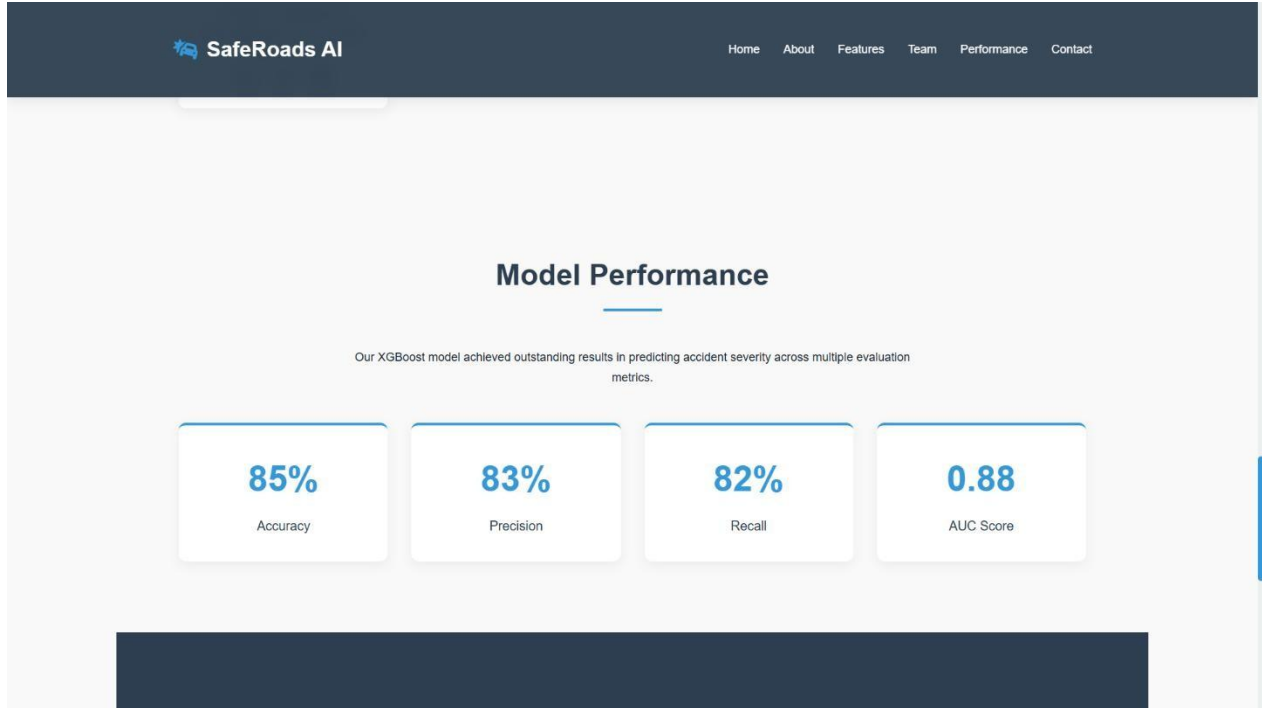 SafeRoads AI
Home About Features Team Performance Contact
Model Performance
Our XGBoost model achieved outstanding results in predicting accident severity across multiple evaluation
metrics.
85% 83% 82% 0.88
Accuracy Precision Recall AUC Score